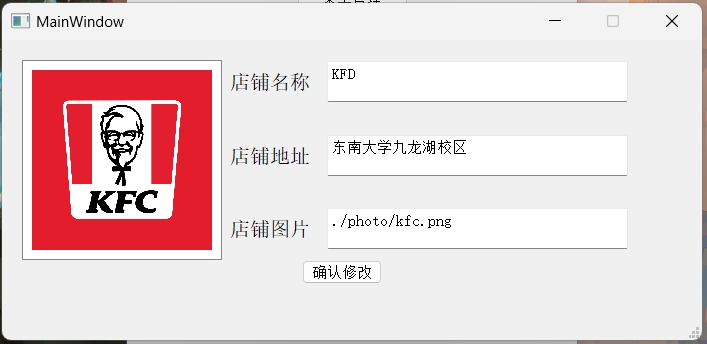 MainWindow
KFC
店铺名称
KFD
店铺地址
东南大学九龙湖校区
店铺图片
./photo/kfc.png
确认修改